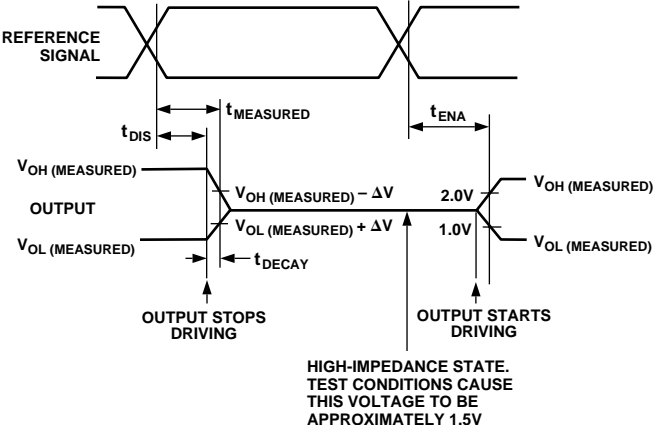 REFERENCE
SIGNAL
tMEASURED
tENA
tDIS
VOH (MEASURED)
VOH (MEASURED) – ΔV
2.0V
VOH (MEASURED)
OUTPUT
VOL (MEASURED) + ΔV
1.0V
VOL (MEASURED)
VOL (MEASURED)
tDECAY
OUTPUT STOPS
DRIVING
OUTPUT STARTS
DRIVING
HIGH-IMPEDANCE STATE.
TEST CONDITIONS CAUSE
THIS VOLTAGE TO BE
APPROXIMATELY 1.5V